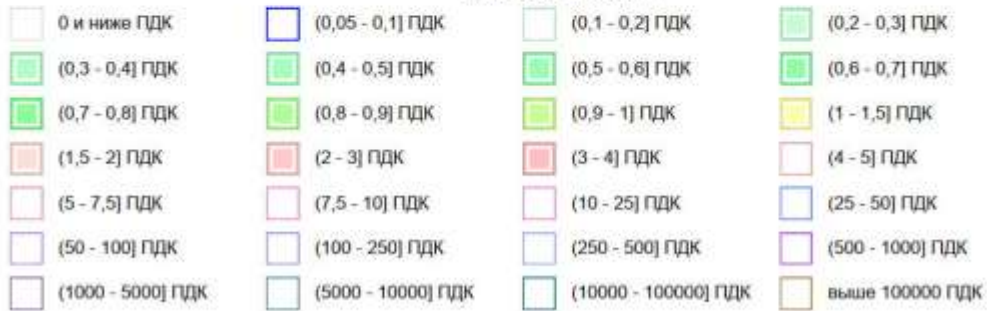 0 и ниже ПДК (0,05 - 0,1] ПДК (0,1 - 0,2] ПДК (0,2 - 0,3] ПДК
(0,3 - 0,4] ПДК (0,4 - 0,5] ПДК (0,5 - 0,6] ПДК (0,6 - 0,7] ПДК
(0,7 - 0,8] ПДК (0,8 - 0,9] ПДК (0,9 - 1] ПДК (1 - 1,5] ПДК
(1,5 - 2] ПДК (2 - 3] ПДК (3 - 4] ПДК (4 - 5] ПДК
(5 - 7,5] ПДК (7,5 - 10] ПДК (10 - 25] ПДК (25 - 50] ПДК
(50 - 100] ПДК (100 - 250] ПДК (250 - 500] ПДК (500 - 1000] ПДК
(1000 - 5000] ПДК (5000 - 10000] ПДК (10000 - 100000] ПДК выше 100000 ПДК